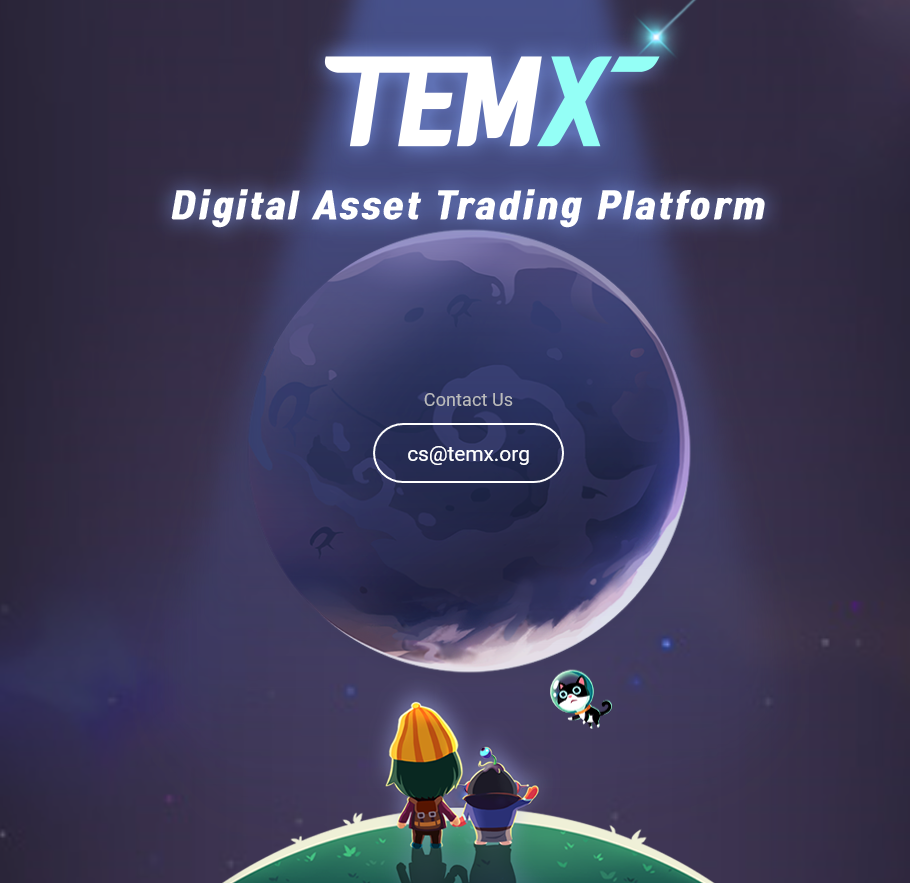 TEMX
Digital Asset Trading Platform
Contact Us
cs@temx.org